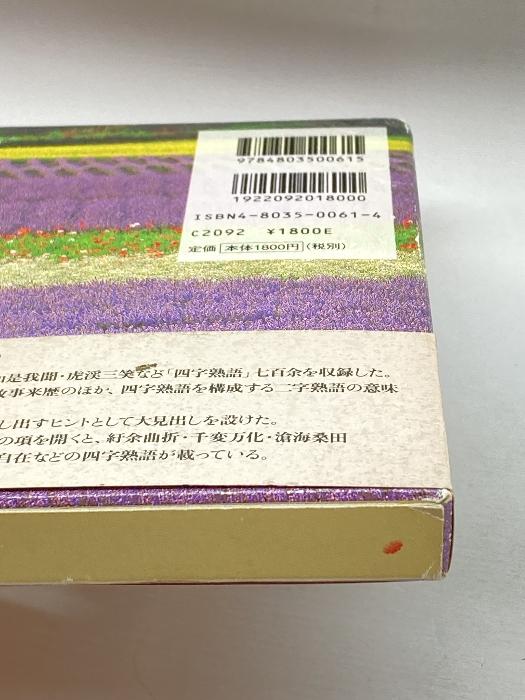 9784803500615
1922092018000
ISBN4-8035-0061-4
C2092 ¥1800E
定価 本体1800円 (税別)
是我聞・虎渓三笑など「四字熟語」七百余を収録した。
故事来歴のほか、四字熟語を構成する二字熟語の意味
し出すヒントとして大見出しを設けた。
の項を開くと、紆余曲折・千変万化・滄海桑田
自在などの四字熟語が載っている。